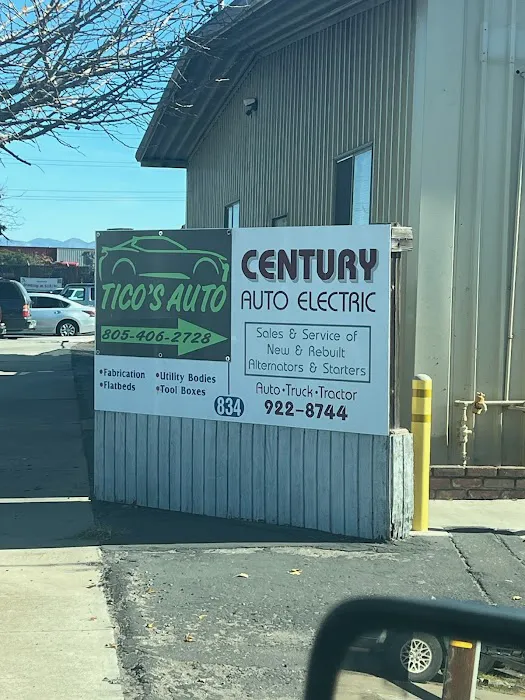 TICO'S AUTO
805-406-2728
•Fabrication •Utility Bodies
•Flatbeds •Tool Boxes
834
CENTURY
AUTO ELECTRIC
Sales & Service of
New & Rebuilt
Alternators & Starters
Auto•Truck•Tractor
922-8744